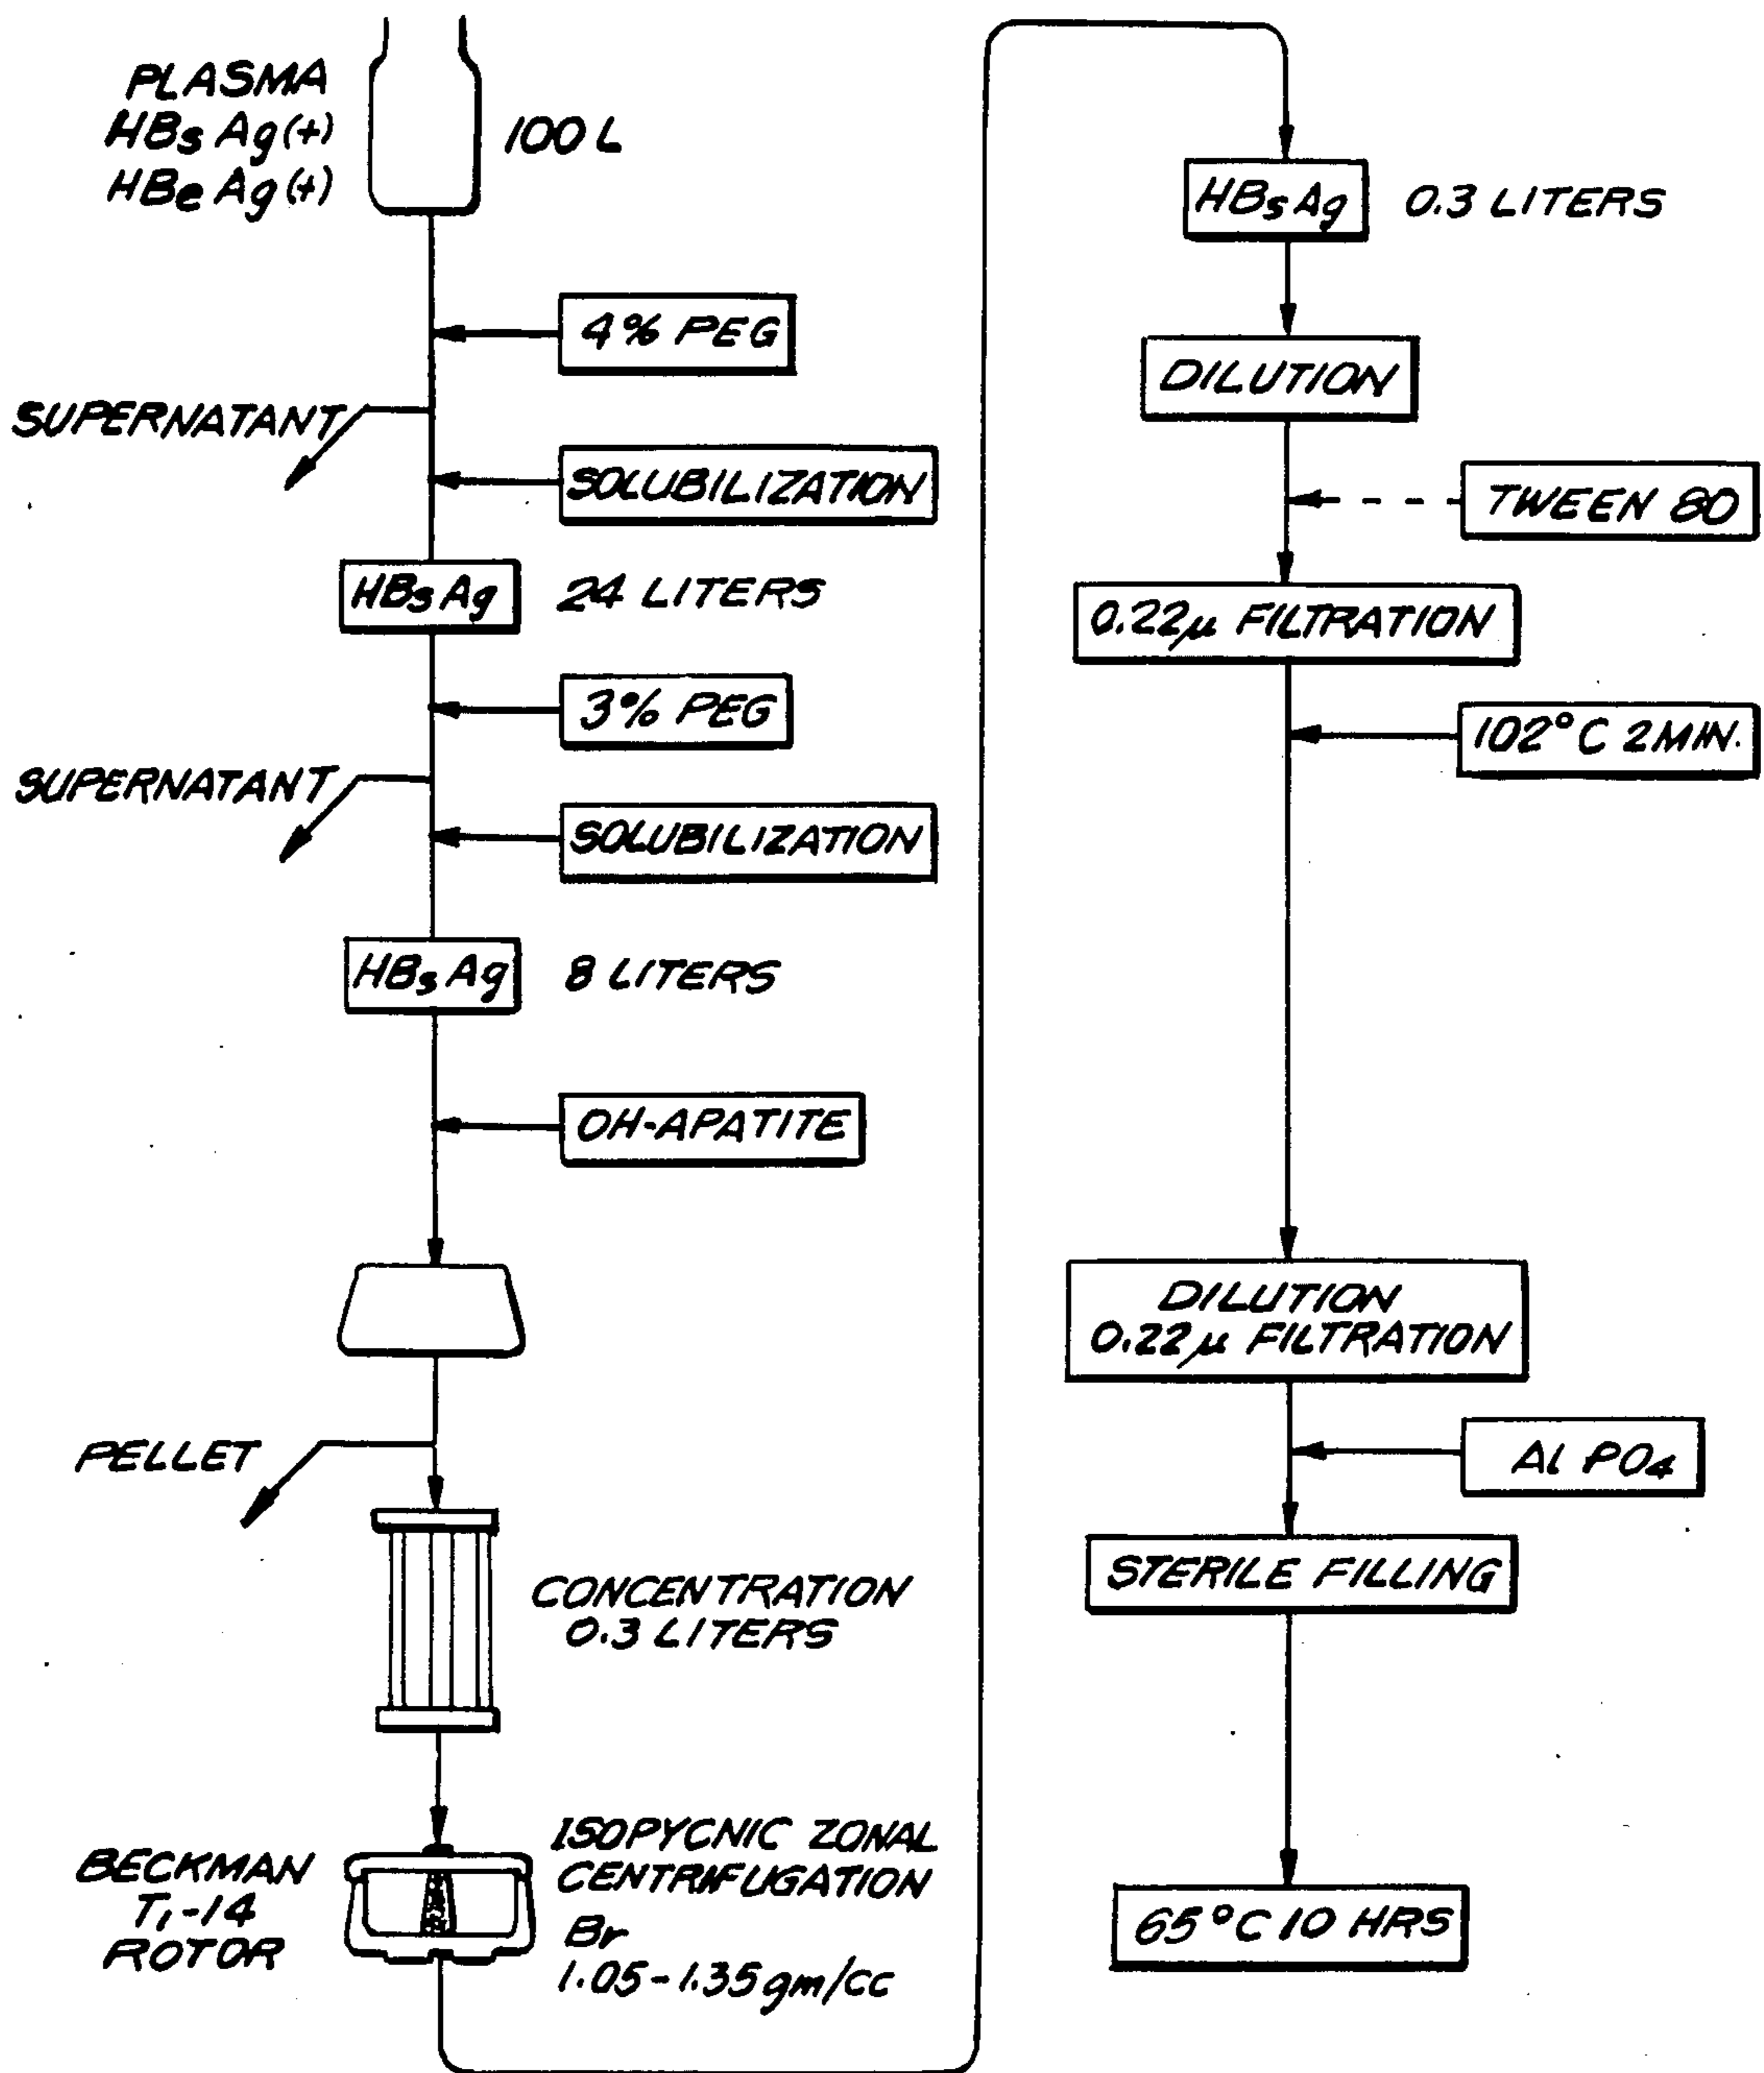 PLASMA
HBs Ag(+)
HBe Ag(+)
100 L
4% PEG
SUPERNATANT
SOLUBILIZATION
HBs Ag
24 LITERS
3% PEG
SUPERNATANT
SOLUBILIZATION
HBs Ag
8 LITERS
OH-APATITE
PELLET
CONCENTRATION
0.3 LITERS
BECKMAN
Ti-14
ROTOR
ISOPYCNIC ZONAL
CENTRIFUGATION
Br
1.05-1.35gm/cc
HBs Ag
0.3 LITERS
DILUTION
TWEEN 80
0.22μ FILTRATION
102°C 2MIN.
DILUTION
0.22μ FILTRATION
Al PO4
STERILE FILLING
65°C 10 HRS